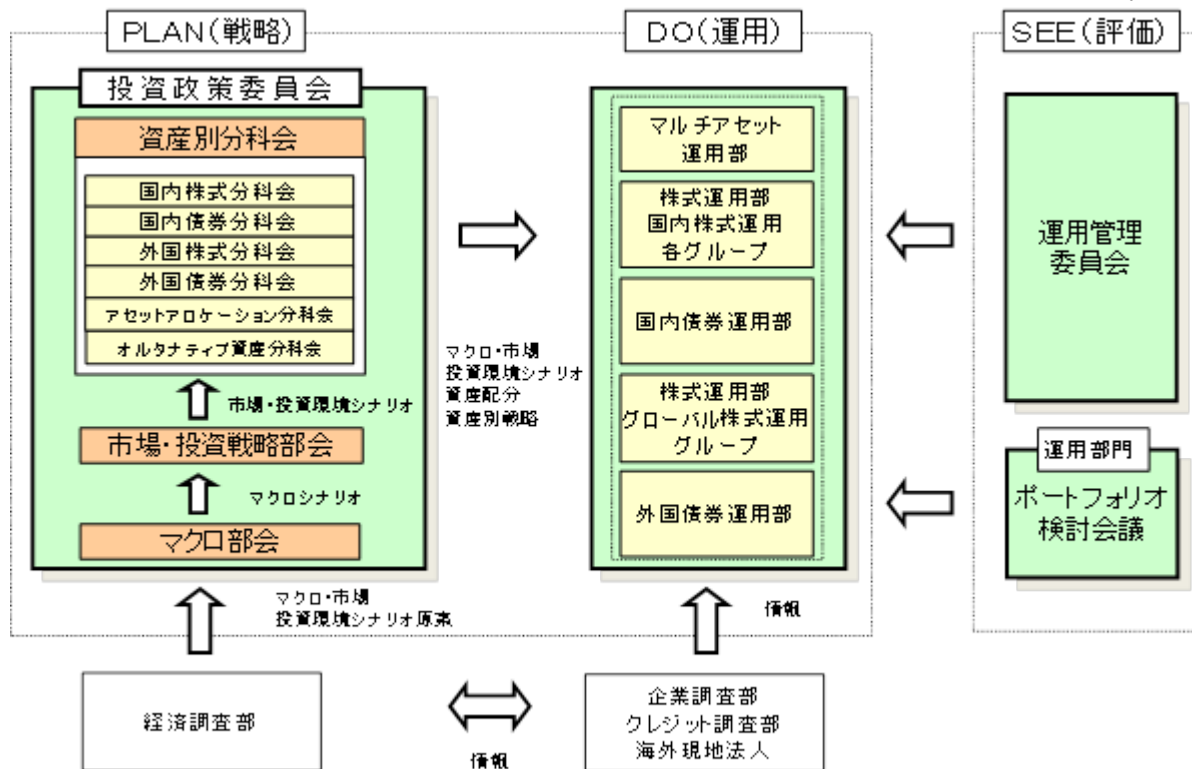 PLAN(戦略)
投資政策委員会
資産別分科会
国内株式分科会
国内債券分科会
外国株式分科会
外国債券分科会
アセットアロケーション分科会
オルタナティブ資産分科会
市場・投資環境シナリオ
市場・投資戦略部会
マクロシナリオ
マクロ部会
マクロ・市場
投資環境シナリオ原案
経済調査部
マクロ・市場
投資環境シナリオ
資産配分
資産別戦略
情報
DO(運用)
マルチアセット
運用部
株式運用部
国内株式運用
各グループ
国内債券運用部
株式運用部
グローバル株式運用
グループ
外国債券運用部
情報
企業調査部
クレジット調査部
海外現地法人
SEE(評価)
運用管理
委員会
運用部門
ポートフォリオ
検討会議